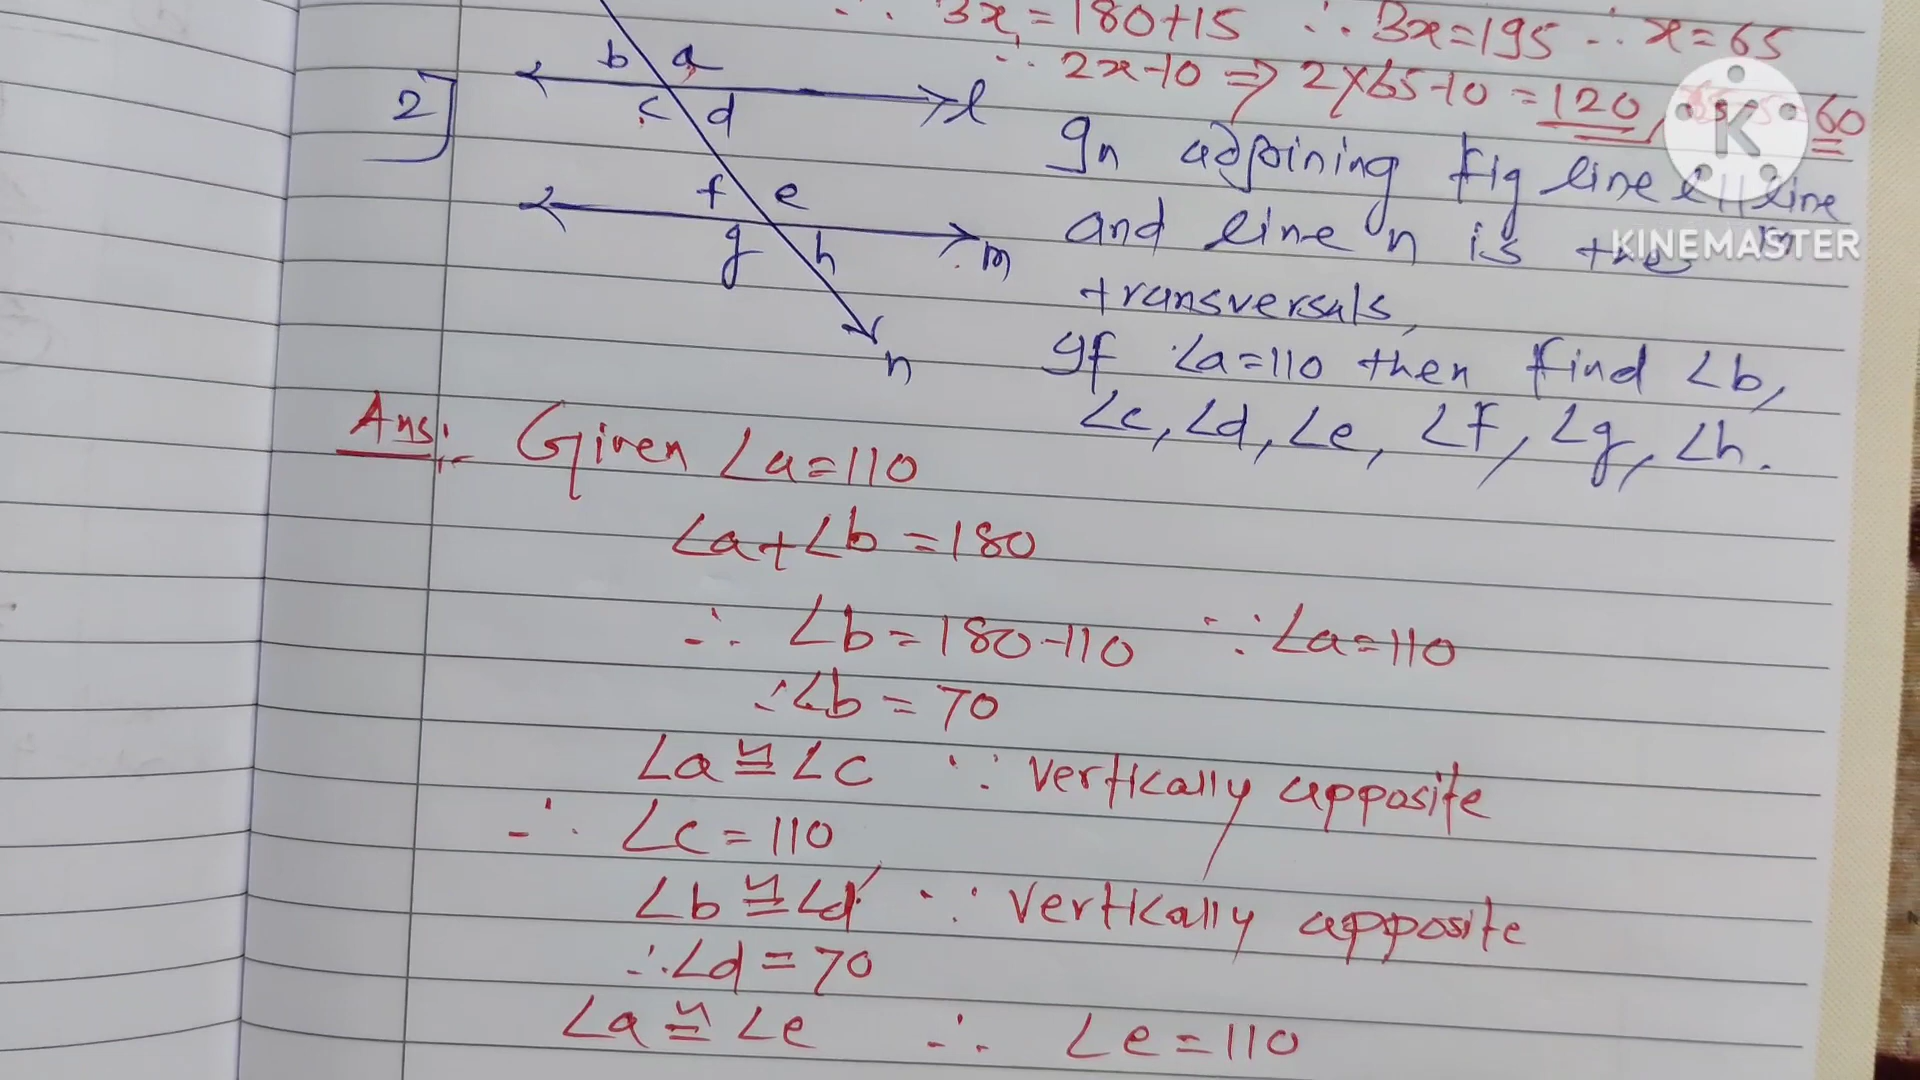 ∴ 3x = 180+15 ∴ 3x=195 ∴ x=65
∴ 2x-10 ⇒ 2×65-10 = 120, 60
b a
2]
c d
l
In adjoining fig line l || line
f e
and line n is the
m
g h
m
KINEMASTER
K
transversals,
n
If ∠a=110 then find ∠b,
∠c, ∠d, ∠e, ∠f, ∠g, ∠h.
Ans:- Given ∠a=110
∠a+∠b=180
∴ ∠b=180-110 ∵ ∠a=110
∴ ∠b = 70
∠a ≅ ∠c ∵ vertically apposite
∴ ∠c=110
∠b ≅ ∠d ∵ vertically apposite
∴ ∠d = 70
∠a ≅ ∠e ∴ ∠e=110